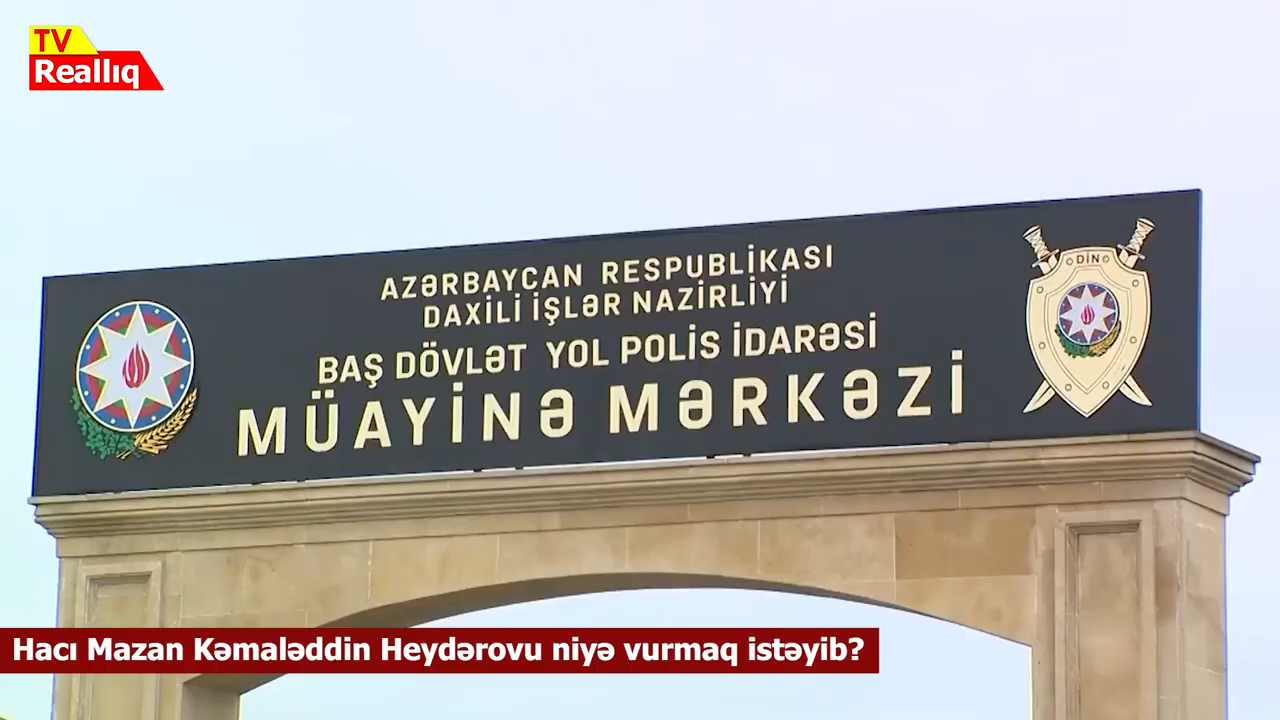 TV
Reallıq
AZƏRBAYCAN RESPUBLİKASI
DAXİLİ İŞLƏR NAZİRLİYİ
BAŞ DÖVLƏT YOL POLİS İDARƏSİ
MÜAYİNƏ MƏRKƏZİ
DİN
Hacı Mazan Kəmaləddin Heydərovu niyə vurmaq istəyib?